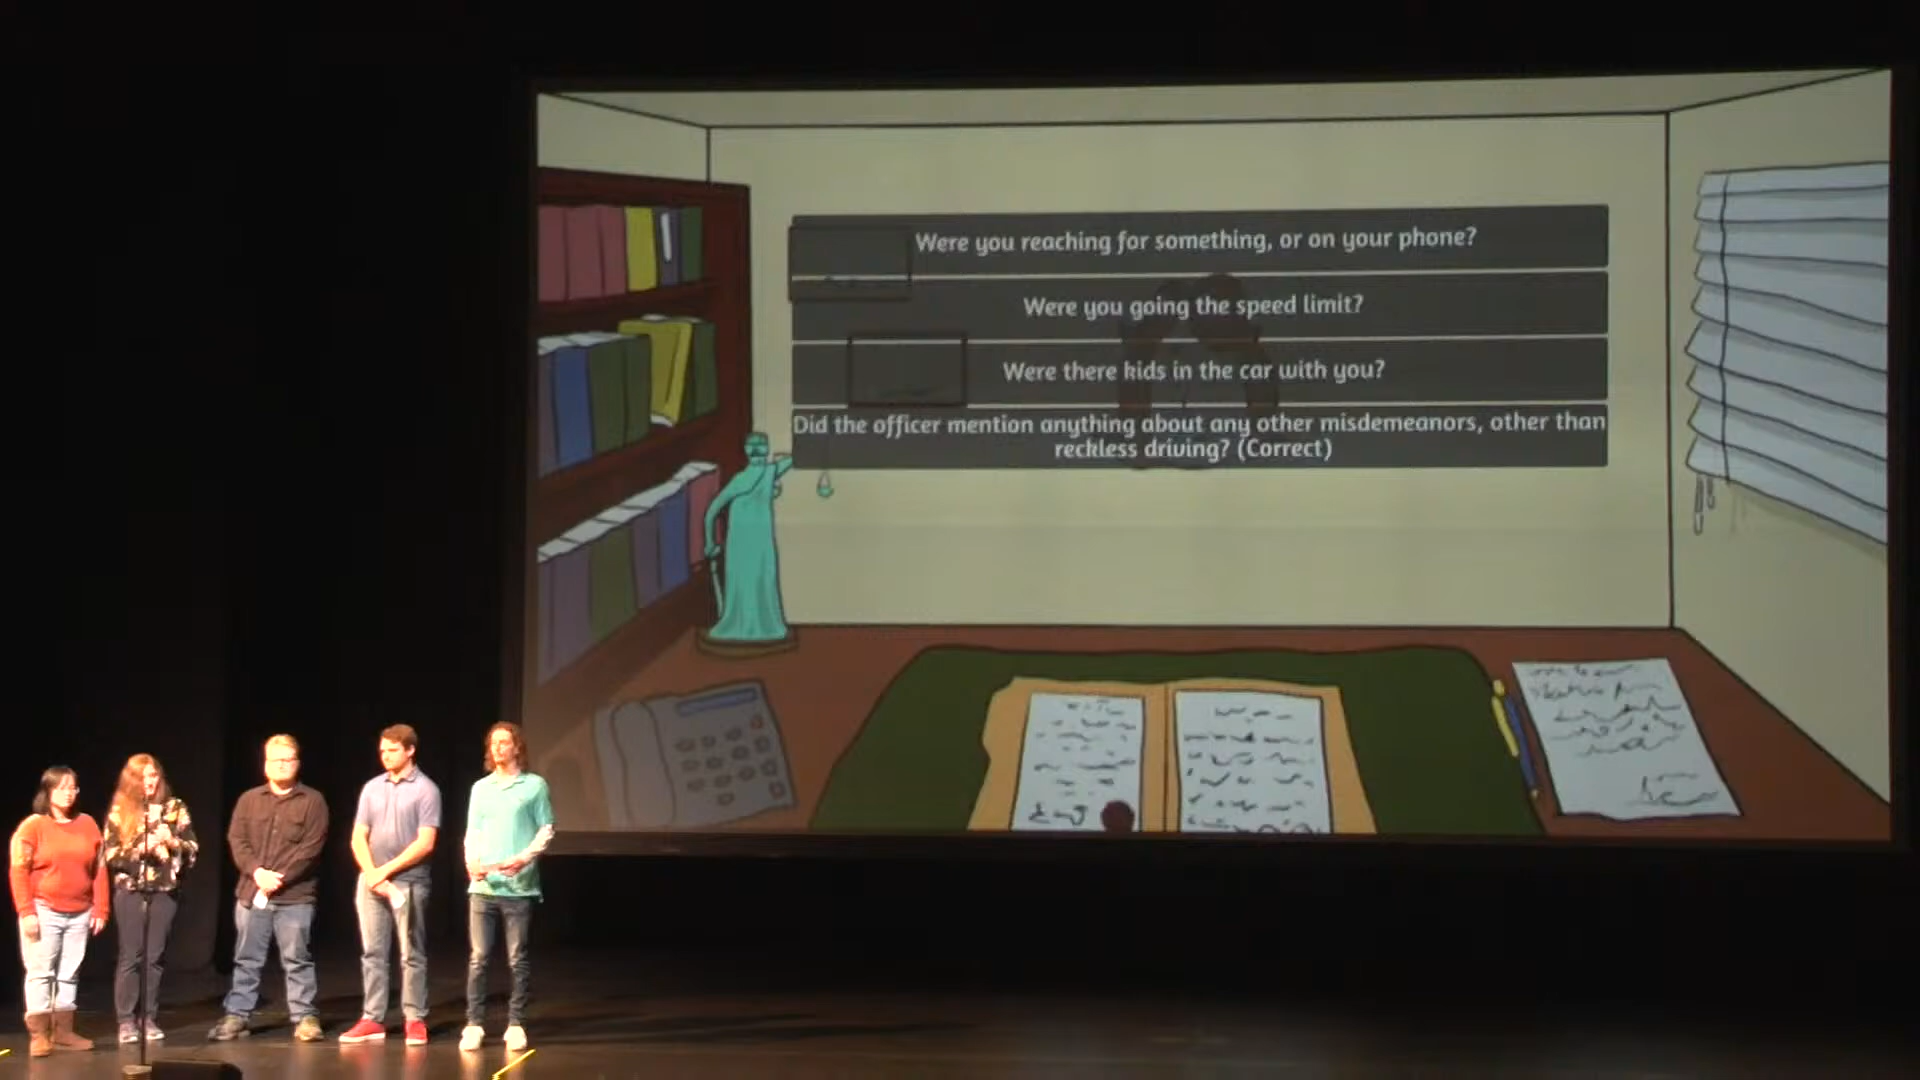 Were you reaching for something, or on your phone?
Were you going the speed limit?
Were there kids in the car with you?
Did the officer mention anything about any other misdemeanors, other than
reckless driving? (Correct)